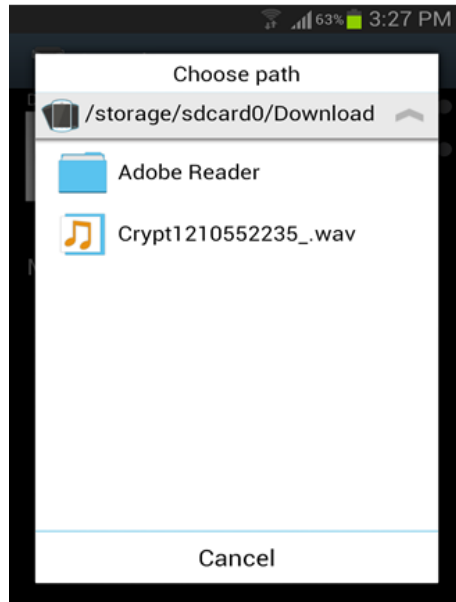 63% 3:27 PM
Choose path
/storage/sdcard0/Download
Adobe Reader
Crypt1210552235_.wav
Cancel